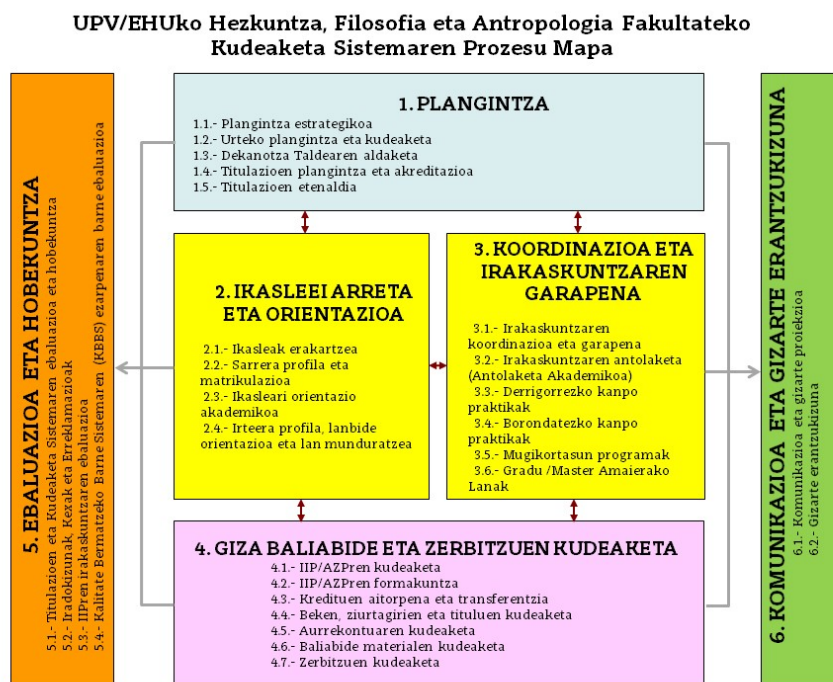 UPV/EHUko Hezkuntza, Filosofia eta Antropologia Fakultateko
Kudeaketa Sistemaren Prozesu Mapa
5. EBALUAZIOA ETA HOBEKUNTZA
5.1.- Titulazioen eta Kudeaketa Sistemaren ebaluazioa eta hobekuntza
5.2.- Iradokizunak, Kexak eta Erreklamazioak
5.3.- IIPren irakaskuntzaren ebaluazioa
5.4.- Kalitate Bermatzeko Barne Sistemaren (KBBS) ezarpenaren barne ebaluazioa
1. PLANGINTZA
1.1.- Plangintza estrategikoa
1.2.- Urteko plangintza eta kudeaketa
1.3.- Dekanotza Taldearen aldaketa
1.4.- Titulazioen plangintza eta akreditazioa
1.5.- Titulazioen etenaldia
2. IKASLEEI ARRETA
ETA ORIENTAZIOA
2.1.- Ikasleak erakartzea
2.2.- Sarrera profila eta
matrikulazioa
2.3.- Ikasleari orientazio
akademikoa
2.4.- Irteera profila, lanbide
orientazioa eta lan munduratzea
3. KOORDINAZIOA ETA
IRAKASKUNTZAREN
GARAPENA
3.1.- Irakaskuntzaren
koordinazioa eta garapena
3.2.- Irakaskuntzaren antolaketa
(Antolaketa Akademikoa)
3.3.- Derrigorrezko kanpo
praktikak
3.4.- Borondatezko kanpo
praktikak
3.5.- Mugikortasun programak
3.6.- Gradu /Master Amaierako
Lanak
4. GIZA BALIABIDE ETA ZERBITZUEN KUDEAKETA
4.1.- IIP/AZPren kudeaketa
4.2.- IIP/AZPren formakuntza
4.3.- Kredituen aitorpena eta transferentzia
4.4.- Beken, ziurtagirien eta tituluen kudeaketa
4.5.- Aurrekontuaren kudeaketa
4.6.- Baliabide materialen kudeaketa
4.7.- Zerbitzuen kudeaketa
6. KOMUNIKAZIOA ETA GIZARTE ERANTZUKIZUNA
6.1.- Komunikazioa eta gizarte proiekzioa
6.2.- Gizarte erantzukizuna